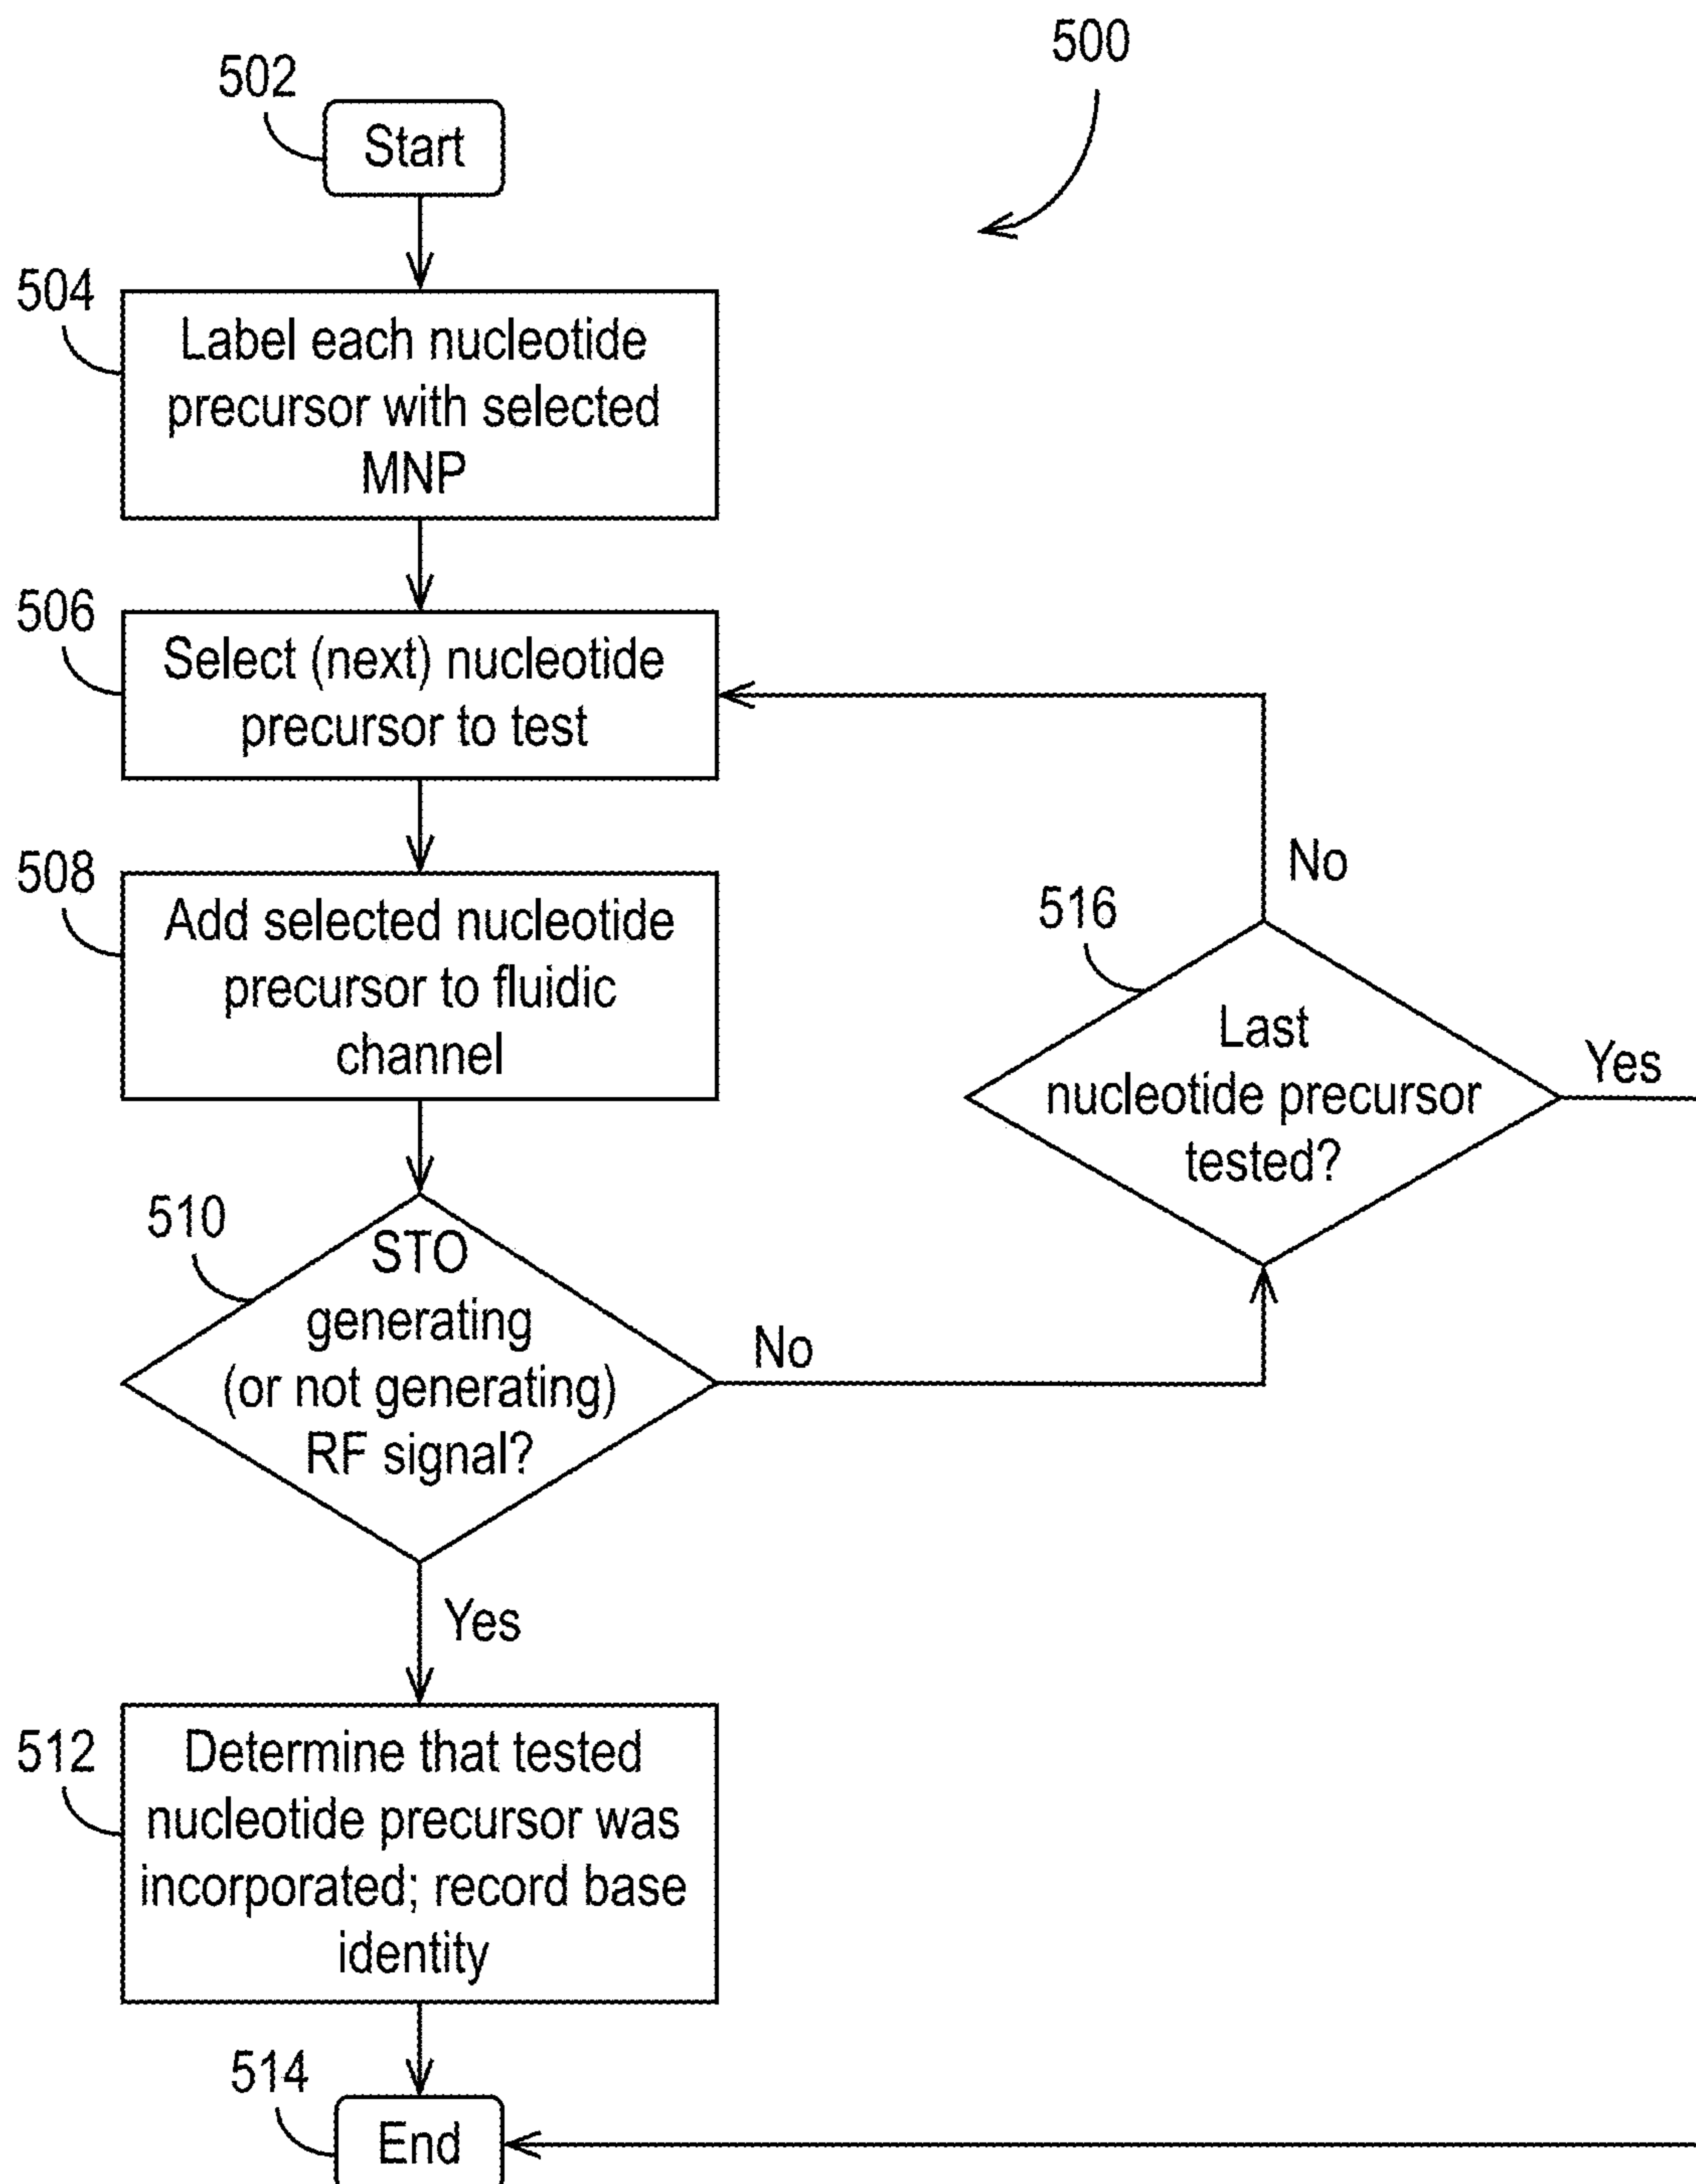 500
502
Start
504
Label each nucleotide
precursor with selected
MNP
506
Select (next) nucleotide
precursor to test
508
Add selected nucleotide
precursor to fluidic
channel
No
516
Last
nucleotide precursor
tested?
Yes
510
STO
generating
(or not generating)
RF signal?
No
Yes
512
Determine that tested
nucleotide precursor was
incorporated; record base
identity
514
End